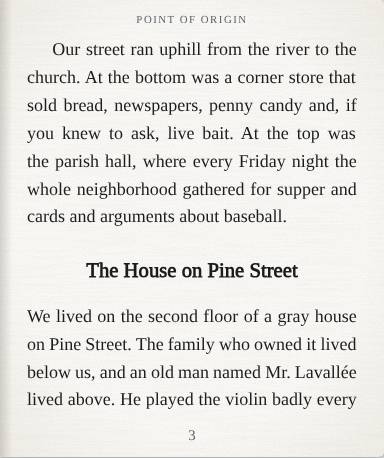 POINT OF ORIGIN
Our street ran uphill from the river to the
church. At the bottom was a corner store that
sold bread, newspapers, penny candy and, if
you knew to ask, live bait. At the top was
the parish hall, where every Friday night the
whole neighborhood gathered for supper and
cards and arguments about baseball.
The House on Pine Street
We lived on the second floor of a gray house
on Pine Street. The family who owned it lived
below us, and an old man named Mr. Lavallée
lived above. He played the violin badly every
3